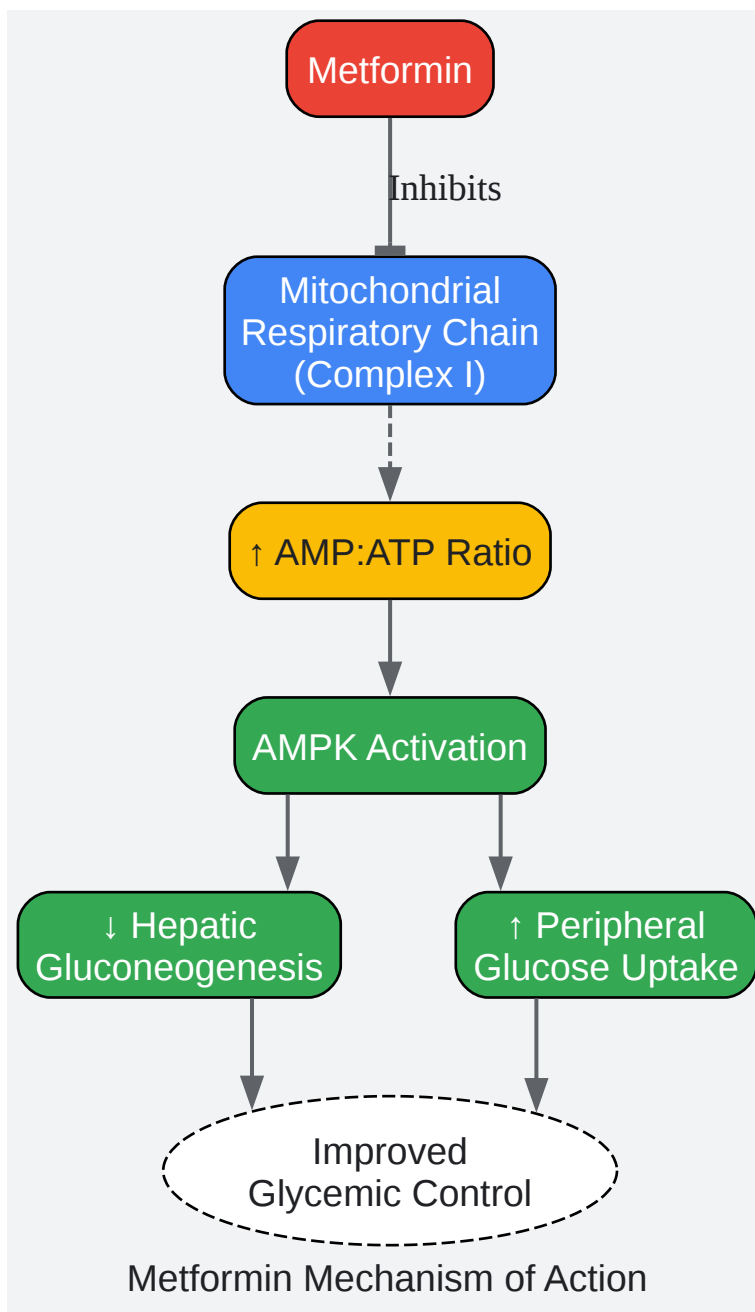 Metformin
Inhibits
Mitochondrial
Respiratory Chain
(Complex I)
↑ AMP:ATP Ratio
AMPK Activation
↓ Hepatic
Gluconeogenesis
↑ Peripheral
Glucose Uptake
Improved
Glycemic Control
Metformin Mechanism of Action